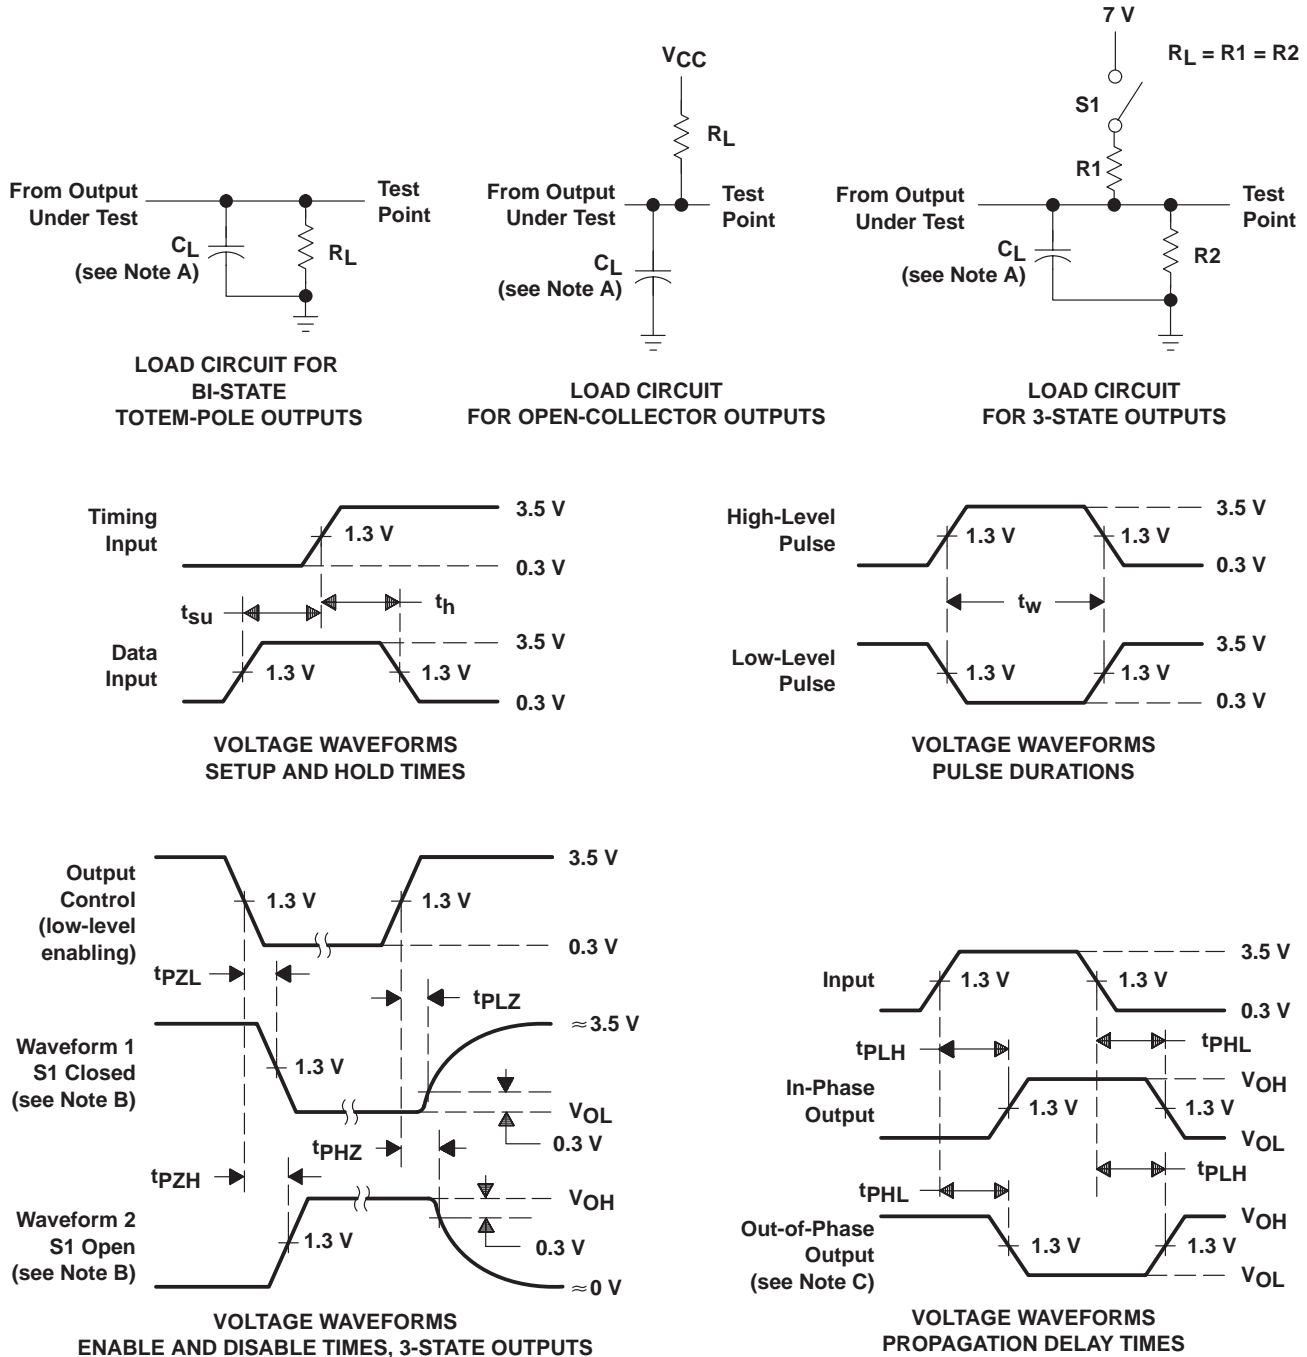 From Output
Under Test
CL
(see Note A)
RL
Test
Point
LOAD CIRCUIT FOR
BI-STATE
TOTEM-POLE OUTPUTS
VCC
RL
From Output
Under Test
Test
Point
CL
(see Note A)
LOAD CIRCUIT
FOR OPEN-COLLECTOR OUTPUTS
7 V
RL = R1 = R2
S1
R1
From Output
Under Test
Test
Point
CL
(see Note A)
R2
LOAD CIRCUIT
FOR 3-STATE OUTPUTS
Timing
Input
1.3 V
3.5 V
0.3 V
tsu
th
Data
Input
1.3 V
1.3 V
3.5 V
0.3 V
VOLTAGE WAVEFORMS
SETUP AND HOLD TIMES
High-Level
Pulse
1.3 V
1.3 V
3.5 V
0.3 V
tw
Low-Level
Pulse
1.3 V
1.3 V
3.5 V
0.3 V
VOLTAGE WAVEFORMS
PULSE DURATIONS
Output
Control
(low-level
enabling)
1.3 V
1.3 V
3.5 V
0.3 V
tPZL
tPLZ
Waveform 1
S1 Closed
(see Note B)
1.3 V
≈3.5 V
VOL
0.3 V
tPHZ
tPZH
Waveform 2
S1 Open
(see Note B)
1.3 V
VOH
0.3 V
≈0 V
VOLTAGE WAVEFORMS
ENABLE AND DISABLE TIMES, 3-STATE OUTPUTS
Input
1.3 V
1.3 V
3.5 V
0.3 V
tPLH
tPHL
In-Phase
Output
1.3 V
1.3 V
VOH
VOL
tPHL
tPLH
Out-of-Phase
Output
(see Note C)
1.3 V
1.3 V
VOH
VOL
VOLTAGE WAVEFORMS
PROPAGATION DELAY TIMES